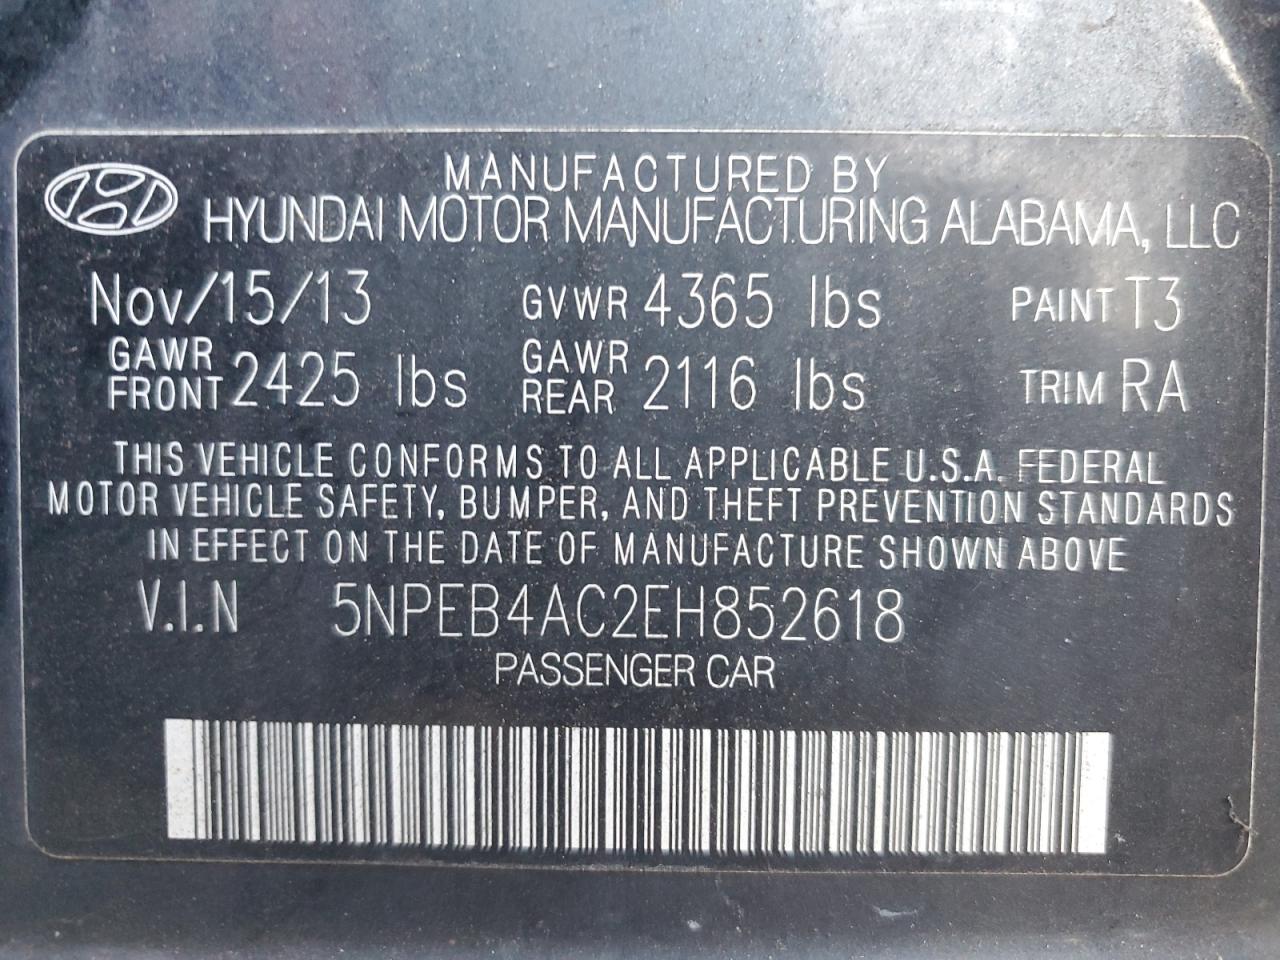 MANUFACTURED BY
HYUNDAI MOTOR MANUFACTURING ALABAMA, LLC
Nov/15/13 GVWR 4365 lbs PAINT T3
GAWR FRONT 2425 lbs GAWR REAR 2116 lbs TRIM RA
THIS VEHICLE CONFORMS TO ALL APPLICABLE U.S.A. FEDERAL
MOTOR VEHICLE SAFETY, BUMPER, AND THEFT PREVENTION STANDARDS
IN EFFECT ON THE DATE OF MANUFACTURE SHOWN ABOVE
V.I.N 5NPEB4AC2EH852618
PASSENGER CAR